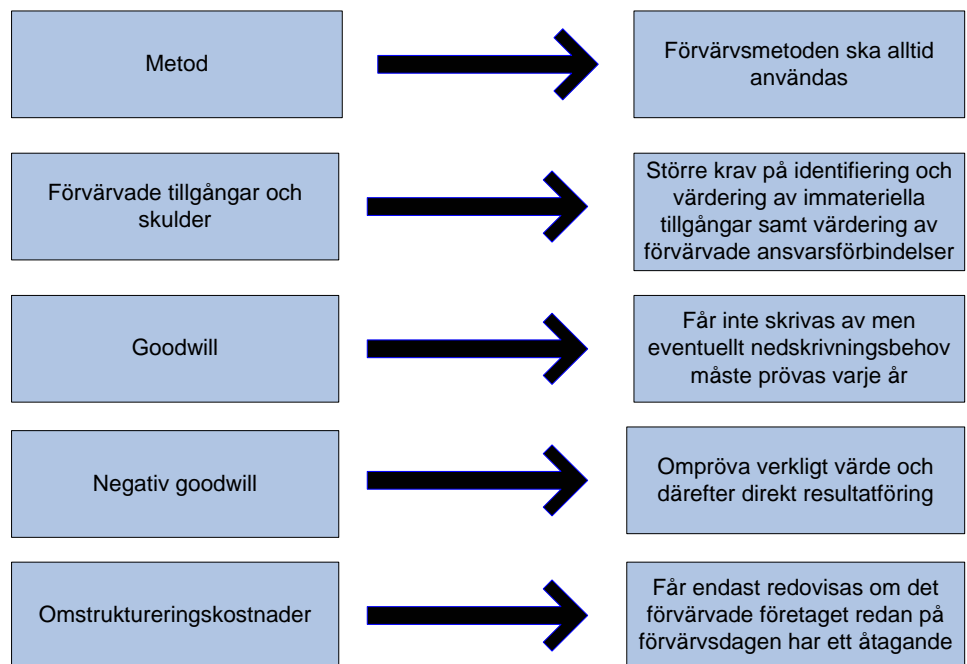 Metod
Förvärvsmetoden ska alltid
användas
Förvärvade tillgångar och
skulder
Större krav på identifiering och
värdering av immateriella
tillgångar samt värdering av
förvärvade ansvarsförbindelser
Goodwill
Får inte skrivas av men
eventuellt nedskrivningsbehov
måste prövas varje år
Negativ goodwill
Ompröva verkligt värde och
därefter direkt resultatföring
Omstruktureringskostnader
Får endast redovisas om det
förvärvade företaget redan på
förvärvsdagen har ett åtagande